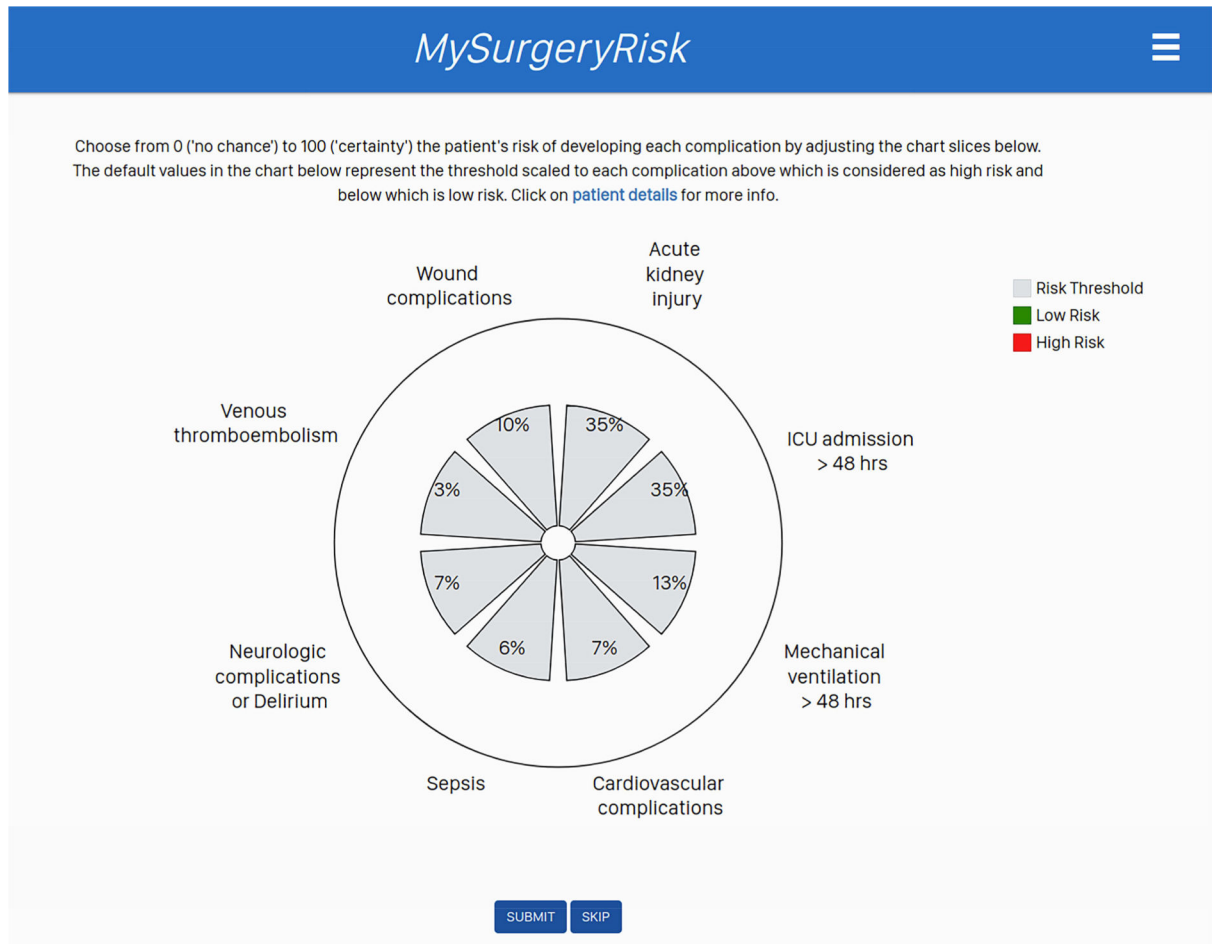 MySurgeryRisk
Choose from 0 ('no chance') to 100 ('certainty') the patient's risk of developing each complication by adjusting the chart slices below.
The default values in the chart below represent the threshold scaled to each complication above which is considered as high risk and
below which is low risk. Click on patient details for more info.
Acute
kidney
injury
Wound
complications
Risk Threshold
Low Risk
High Risk
Venous
thromboembolism
ICU admission
> 48 hrs
10%
35%
3%
35%
7%
13%
6%
7%
Neurologic
complications
or Delirium
Mechanical
ventilation
> 48 hrs
Sepsis
Cardiovascular
complications
SUBMIT
SKIP